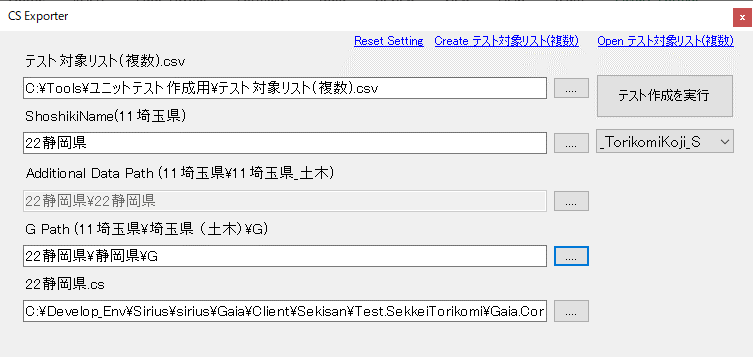 CS Exporter
Reset Setting Create テスト対象リスト(複数) Open テスト対象リスト(複数)
テスト対象リスト(複数).csv
C:¥Tools¥ユニットテスト作成用¥テスト対象リスト(複数).csv
....
テスト作成を実行
ShoshikiName(11埼玉県)
22静岡県
....
_TorikomiKoji_S
Additional Data Path (11埼玉県¥11埼玉県_土木)
22静岡県¥22静岡県
....
G Path (11埼玉県¥埼玉県（土木）¥G)
22静岡県¥静岡県¥G
....
22静岡県.cs
C:¥Develop_Env¥Sirius¥sirius¥Gaia¥Client¥Sekisan¥Test.SekkeiTorikomi¥Gaia.Cor
....